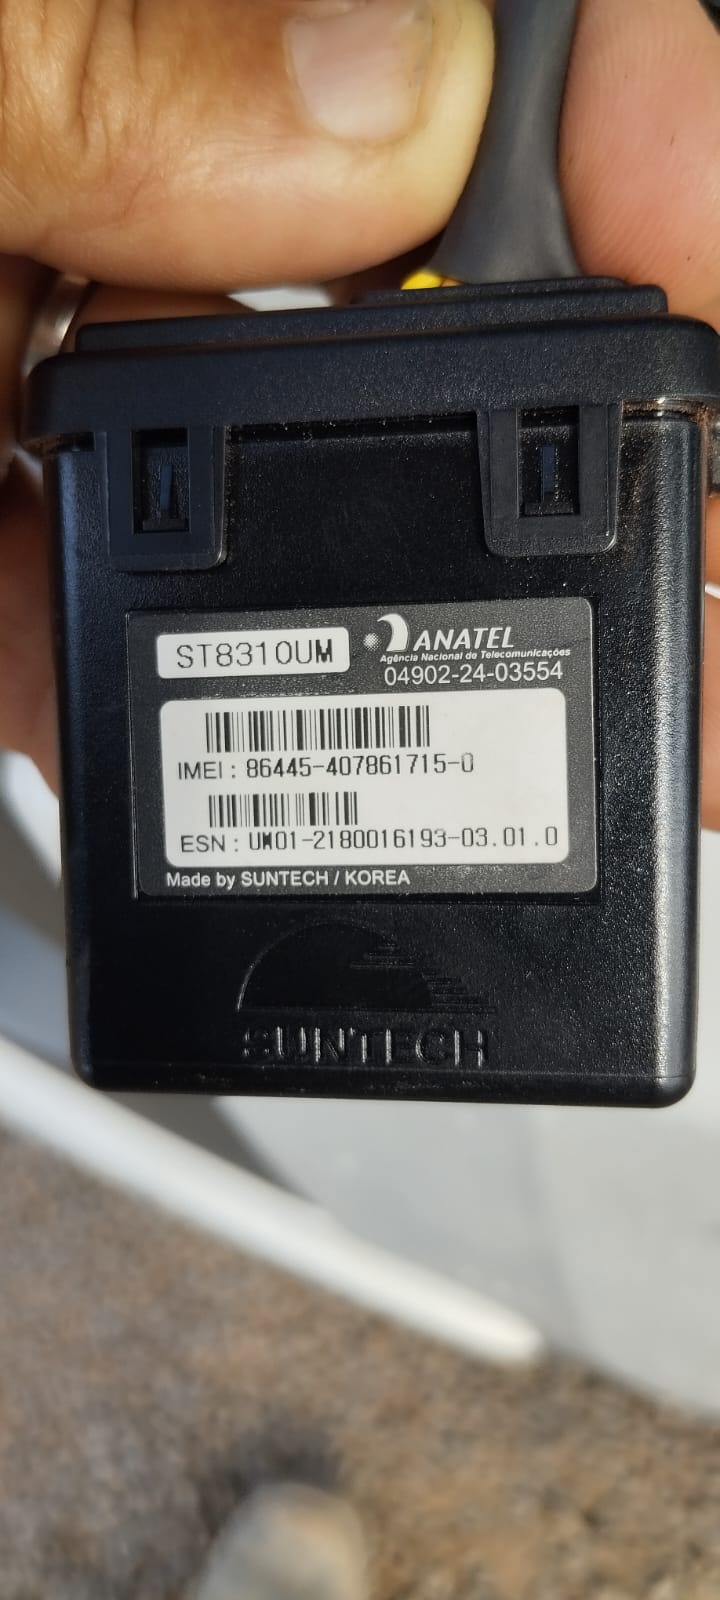 ST8310UM
ANATEL
Agência Nacional de Telecomunicações
04902-24-03554
IMEI : 86445-407861715-0
ESN : UM01-2180016193-03.01.0
Made by SUNTECH / KOREA
SUNTECH